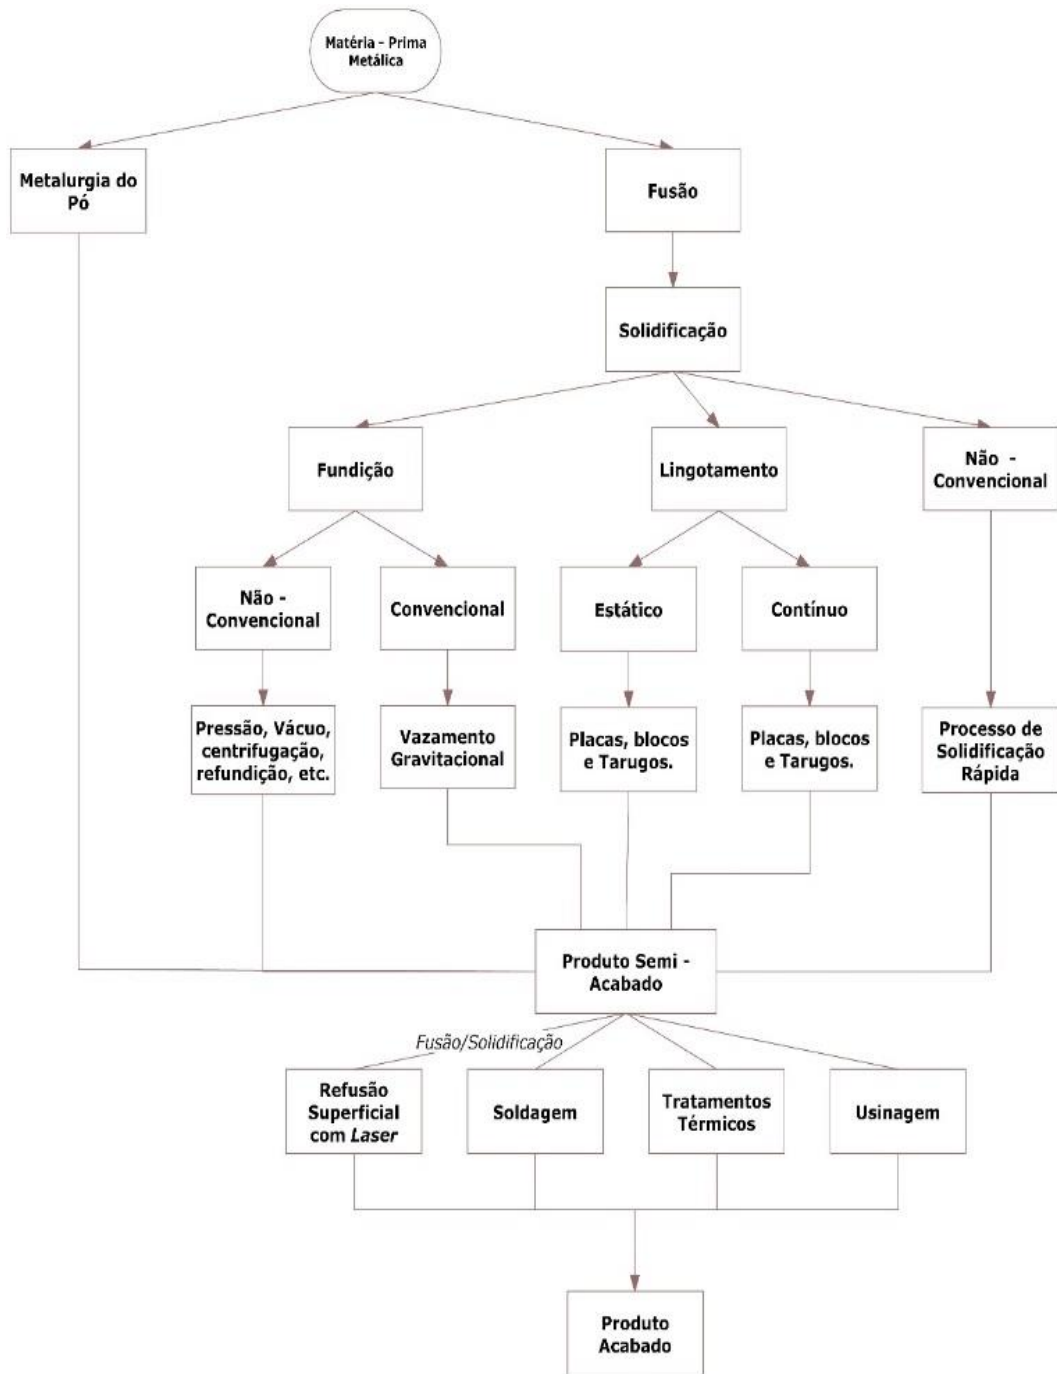 Matéria - Prima
Metálica
Metalurgia do
Pó
Fusão
Solidificação
Fundição
Lingotamento
Não -
Convencional
Não -
Convencional
Convencional
Estático
Contínuo
Pressão, Vácuo,
centrifugação,
refundição, etc.
Vazamento
Gravitacional
Placas, blocos
e Tarugos.
Placas, blocos
e Tarugos.
Processo de
Solidificação
Rápida
Produto Semi -
Acabado
Fusão/Solidificação
Refusão
Superficial
com Laser
Soldagem
Tratamentos
Térmicos
Usinagem
Produto
Acabado